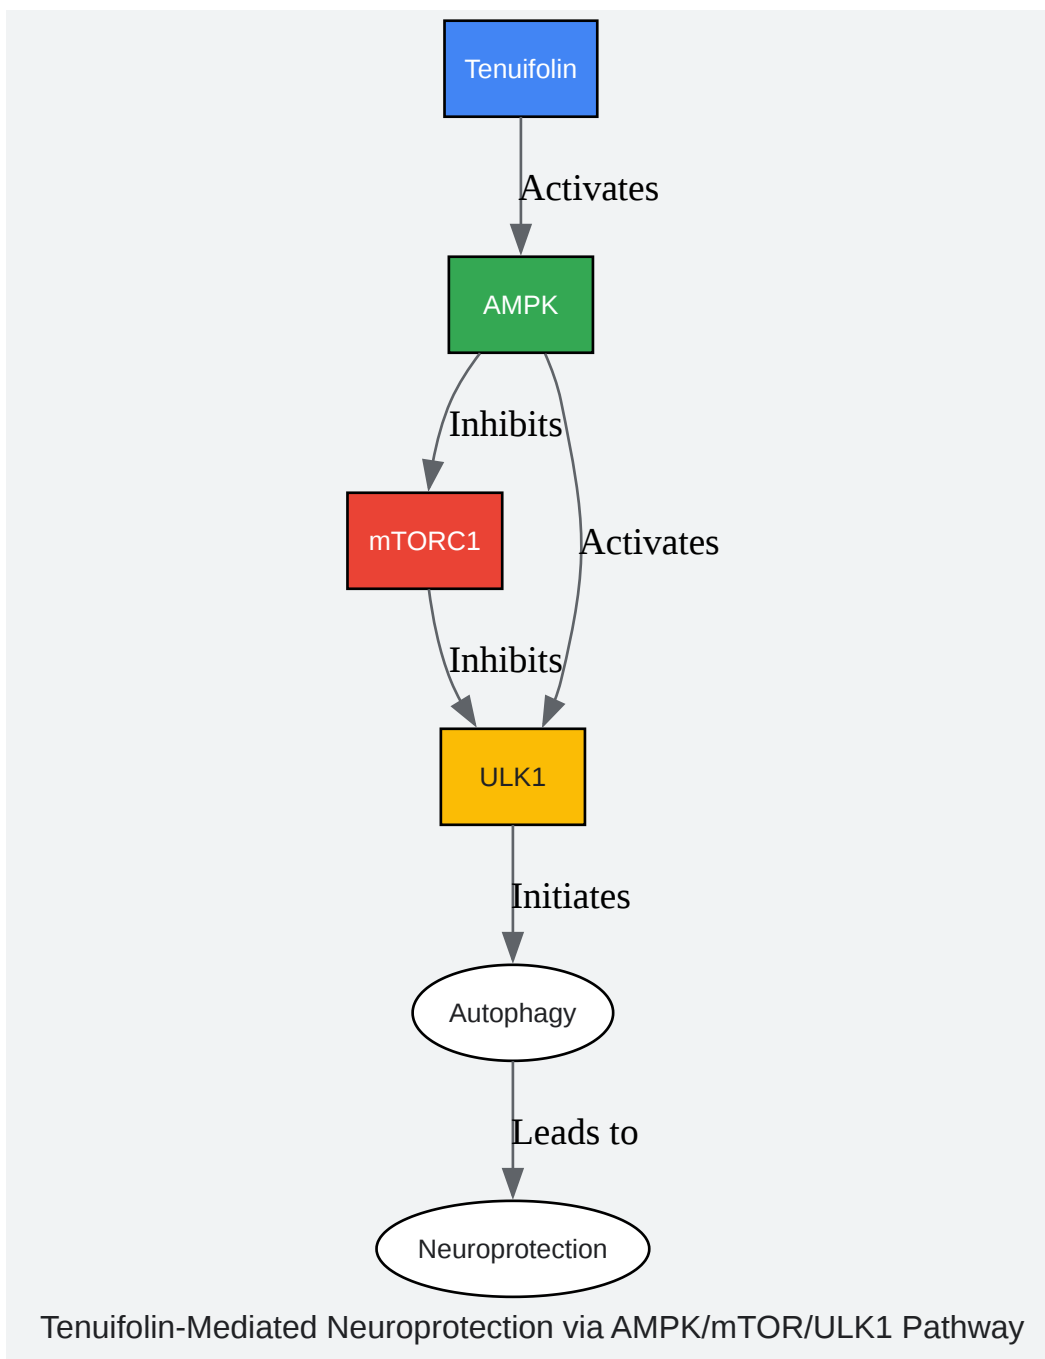 Tenuifolin
Activates
AMPK
Inhibits
mTORC1
Activates
Inhibits
ULK1
Initiates
Autophagy
Leads to
Neuroprotection
Tenuifolin-Mediated Neuroprotection via AMPK/mTOR/ULK1 Pathway